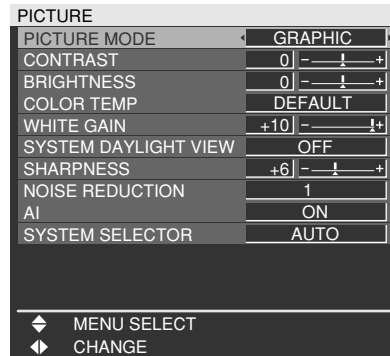 PICTURE
PICTURE MODE GRAPHIC
CONTRAST 0 - +
BRIGHTNESS 0 - +
COLOR TEMP DEFAULT
WHITE GAIN +10 - +
SYSTEM DAYLIGHT VIEW OFF
SHARPNESS +6 - +
NOISE REDUCTION 1
AI ON
SYSTEM SELECTOR AUTO
MENU SELECT
CHANGE